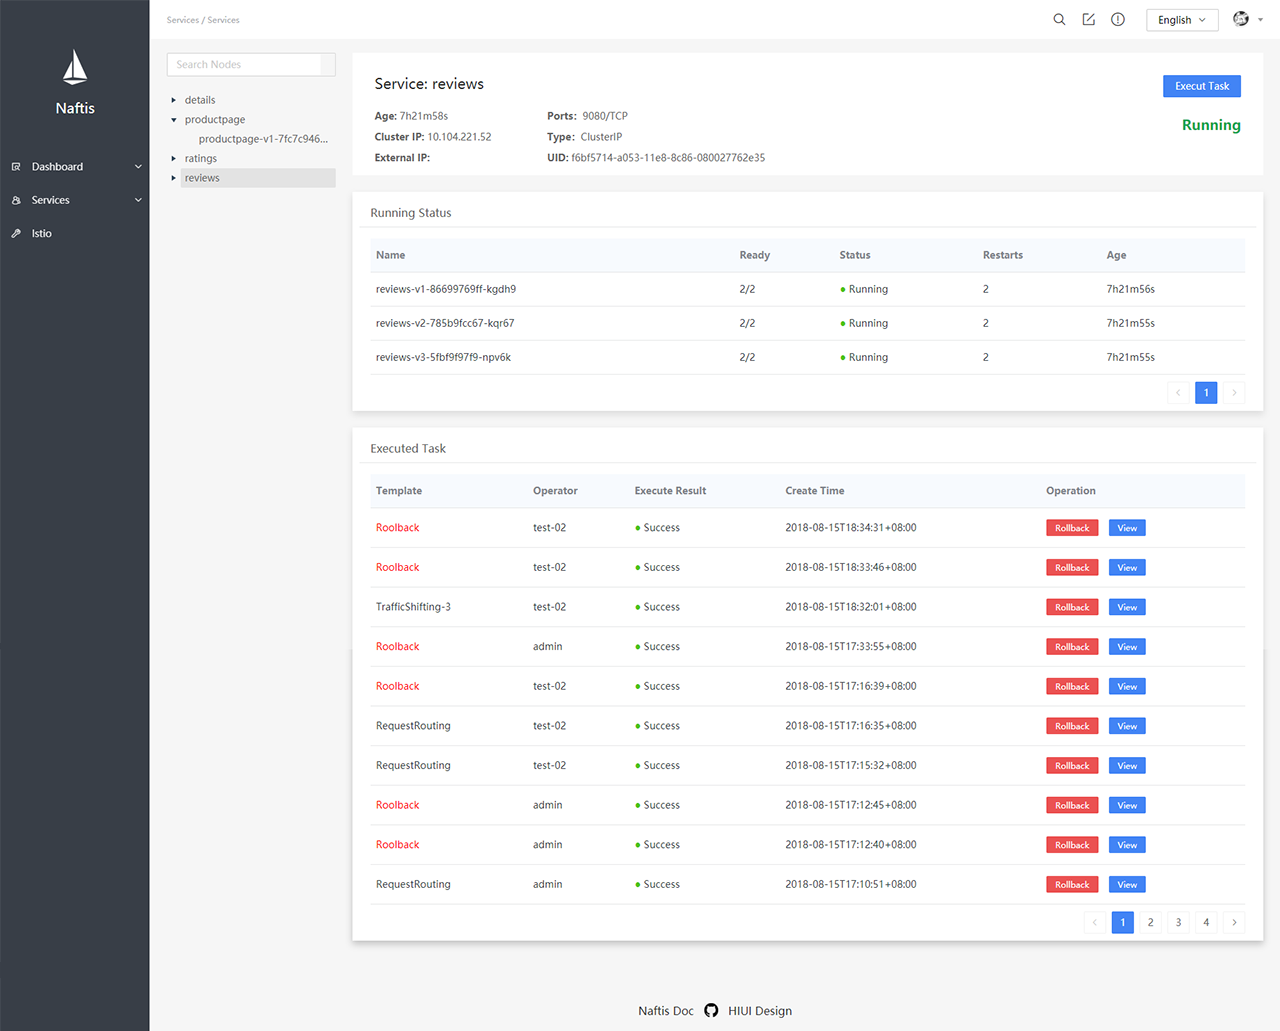 Services / Services
English
Naftis
Dashboard
Services
Istio
Search Nodes
details
productpage
productpage-v1-7fc7c946...
ratings
reviews
Service: reviews
Execut Task
Age: 7h21m58s
Ports: 9080/TCP
Running
Cluster IP: 10.104.221.52
Type: ClusterIP
External IP:
UID: f6bf5714-a053-11e8-8c86-080027762e35
Running Status
Name Ready Status Restarts Age
reviews-v1-86699769ff-kgdh9 2/2 Running 2 7h21m56s
reviews-v2-785b9fcc67-kqr67 2/2 Running 2 7h21m55s
reviews-v3-5fbf9f97f9-npv6k 2/2 Running 2 7h21m55s
< 1 >
Executed Task
Template Operator Execute Result Create Time Operation
Roolback test-02 Success 2018-08-15T18:34:31+08:00 Rollback View
Roolback test-02 Success 2018-08-15T18:33:46+08:00 Rollback View
TrafficShifting-3 test-02 Success 2018-08-15T18:32:01+08:00 Rollback View
Roolback admin Success 2018-08-15T17:33:55+08:00 Rollback View
Roolback test-02 Success 2018-08-15T17:16:39+08:00 Rollback View
RequestRouting test-02 Success 2018-08-15T17:16:35+08:00 Rollback View
RequestRouting test-02 Success 2018-08-15T17:15:32+08:00 Rollback View
Roolback admin Success 2018-08-15T17:12:45+08:00 Rollback View
Roolback admin Success 2018-08-15T17:12:40+08:00 Rollback View
RequestRouting admin Success 2018-08-15T17:10:51+08:00 Rollback View
< 1 2 3 4 >
Naftis Doc HIUI Design